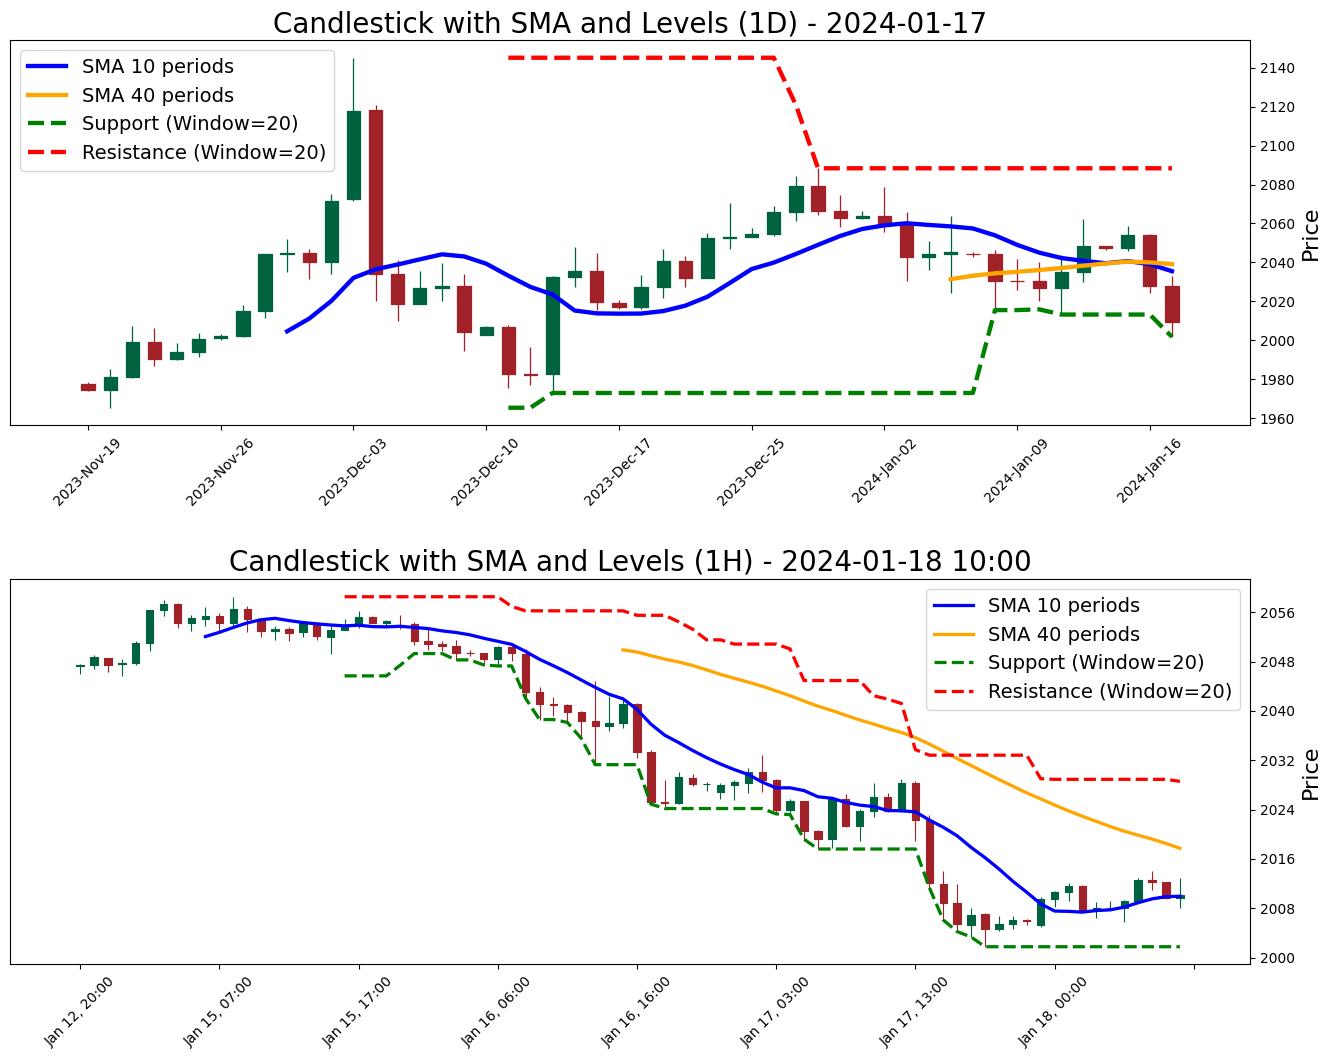 Candlestick with SMA and Levels (1D) - 2024-01-17
SMA 10 periods
SMA 40 periods
Support (Window=20)
Resistance (Window=20)
2140
2120
2100
2080
2060
2040
2020
2000
1980
1960
Price
2023-Nov-19
2023-Nov-26
2023-Dec-03
2023-Dec-10
2023-Dec-17
2023-Dec-25
2024-Jan-02
2024-Jan-09
2024-Jan-16
Candlestick with SMA and Levels (1H) - 2024-01-18 10:00
SMA 10 periods
SMA 40 periods
Support (Window=20)
Resistance (Window=20)
2056
2048
2040
2032
2024
2016
2008
2000
Price
Jan 12, 20:00
Jan 15, 07:00
Jan 15, 17:00
Jan 16, 06:00
Jan 16, 16:00
Jan 17, 03:00
Jan 17, 13:00
Jan 18, 00:00